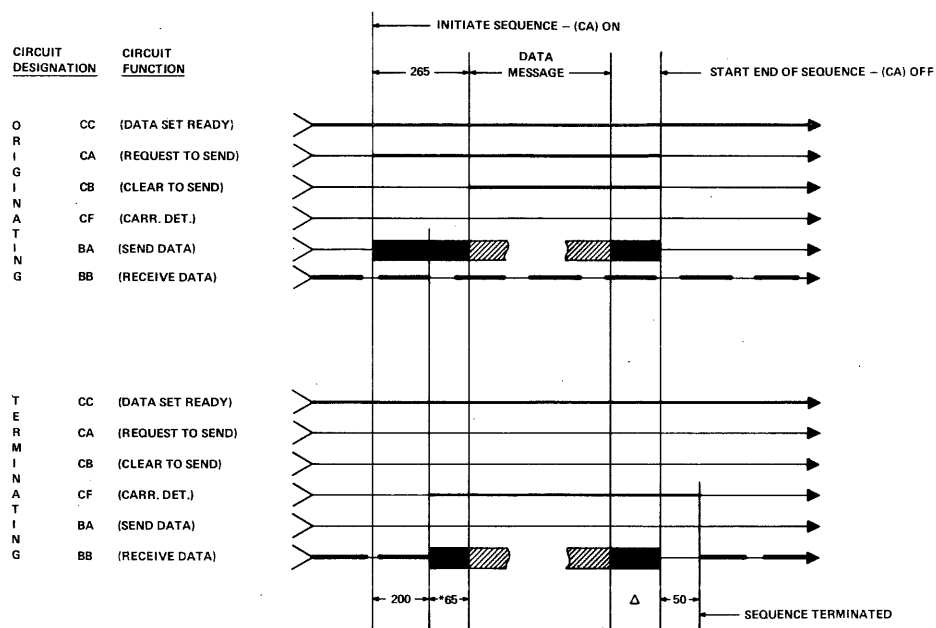 INITIATE SEQUENCE – (CA) ON
CIRCUIT DESIGNATION
CIRCUIT FUNCTION
265
DATA MESSAGE
START END OF SEQUENCE – (CA) OFF
ORIGINATING
CC (DATA SET READY)
CA (REQUEST TO SEND)
CB (CLEAR TO SEND)
CF (CARR. DET.)
BA (SEND DATA)
BB (RECEIVE DATA)
TERMINATING
CC (DATA SET READY)
CA (REQUEST TO SEND)
CB (CLEAR TO SEND)
CF (CARR. DET.)
BA (SEND DATA)
BB (RECEIVE DATA)
200 *65 Δ 50
SEQUENCE TERMINATED